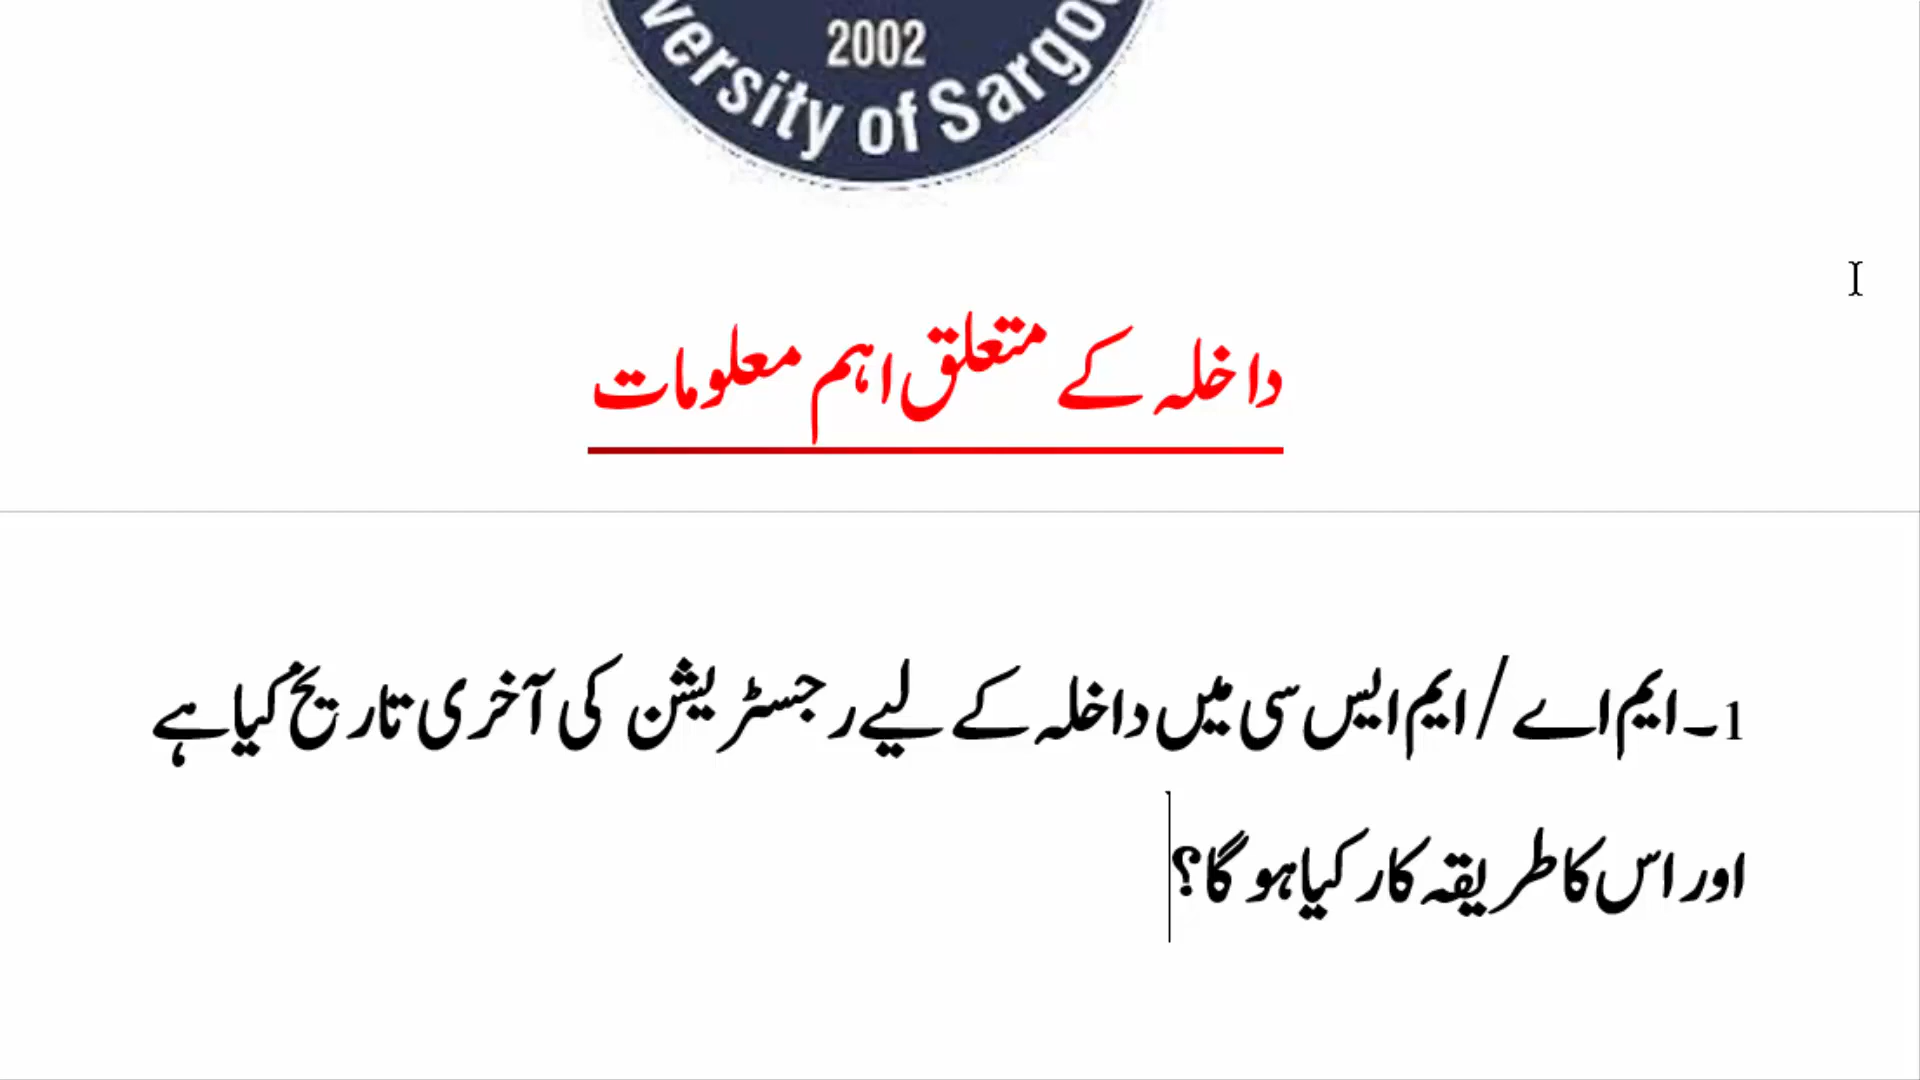 2002
versity of Sargo
داخلہ کے متعلق اہم معلومات
1۔ ایم اے / ایم ایس سی میں داخلہ کے لیے رجسٹریشن کی آخری تاریخ کیا ہے
اور اس کا طریقہ کار کیا ہو گا؟